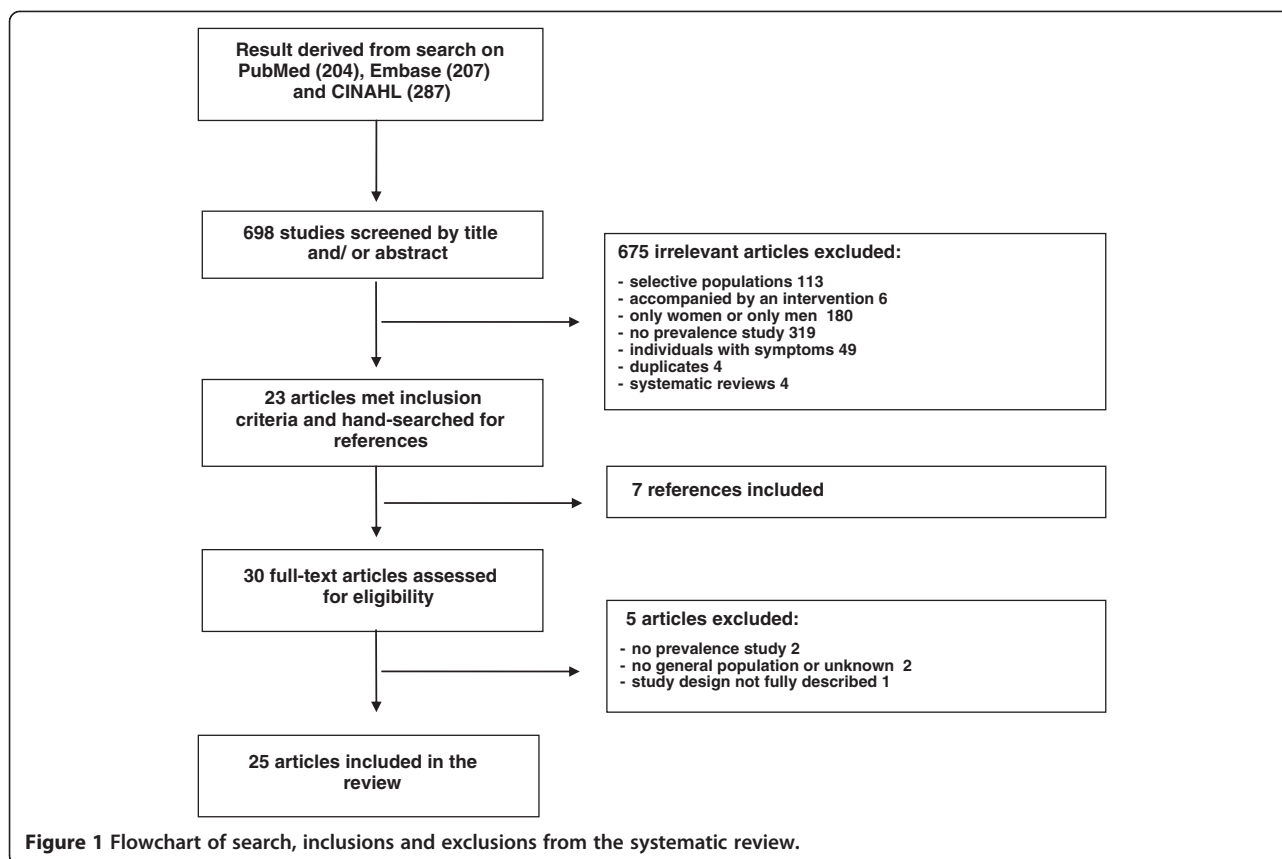 Result derived from search on
PubMed (204), Embase (207)
and CINAHL (287)
698 studies screened by title
and/ or abstract
675 irrelevant articles excluded:
- selective populations 113
- accompanied by an intervention 6
- only women or only men 180
- no prevalence study 319
- individuals with symptoms 49
- duplicates 4
- systematic reviews 4
23 articles met inclusion
criteria and hand-searched for
references
7 references included
30 full-text articles assessed
for eligibility
5 articles excluded:
- no prevalence study 2
- no general population or unknown 2
- study design not fully described 1
25 articles included in the
review
Figure 1 Flowchart of search, inclusions and exclusions from the systematic review.